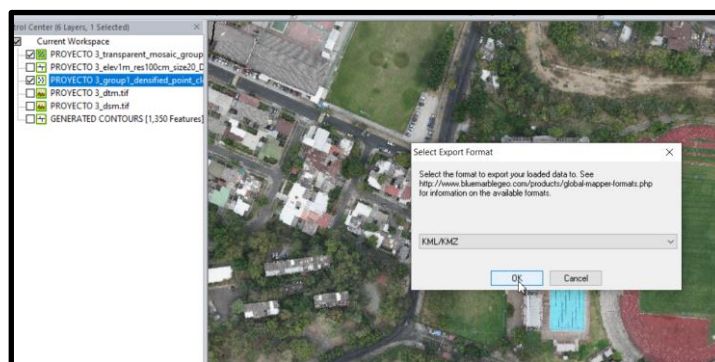 trol Center (6 Layers, 1 Selected)
Current Workspace
PROYECTO 3_transparent_mosaic_group
PROYECTO 3_elev1m_res100cm_size20_D
PROYECTO 3_group1_densified_point_cl
PROYECTO 3_dtm.tif
PROYECTO 3_dsm.tif
GENERATED CONTOURS [1,350 Features]
Select Export Format
Select the format to export your loaded data to. See
http://www.bluemarblegeo.com/products/global-mapper-formats.php
for information on the available formats.
KML/KMZ
OK
Cancel